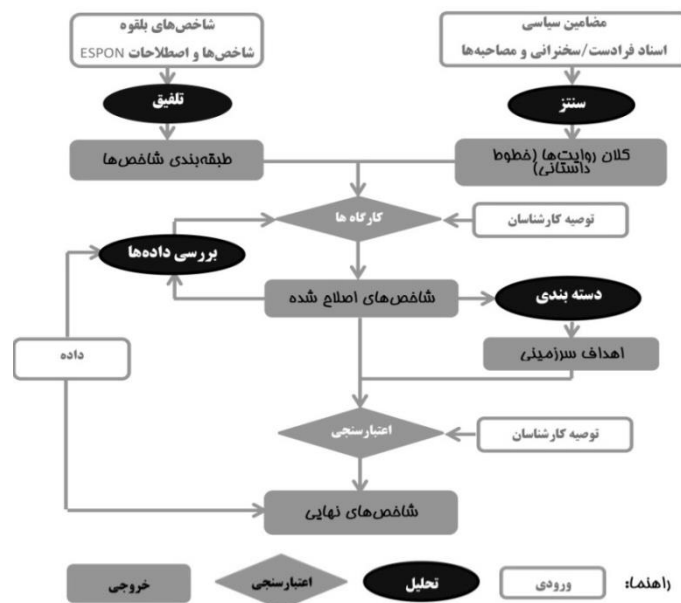 مضامین سیاسی
اسناد فرادست/سخنرانی و مصاحبه‌ها
شاخص‌های بلقوه
شاخص‌ها و اصطلاحات ESPON
سنتز
تلفیق
کلان روایت‌ها (خطوط
داستانی)
طبقه‌بندی شاخص‌ها
توصیه کارشناسان
کارگاه ها
بررسی داده‌ها
دسته بندی
شاخص‌های اصلاح شده
اهداف سرزمینی
داده
توصیه کارشناسان
اعتبارسنجی
شاخص‌های نهایی
راهنما:
ورودی
تحلیل
اعتبارسنجی
خروجی